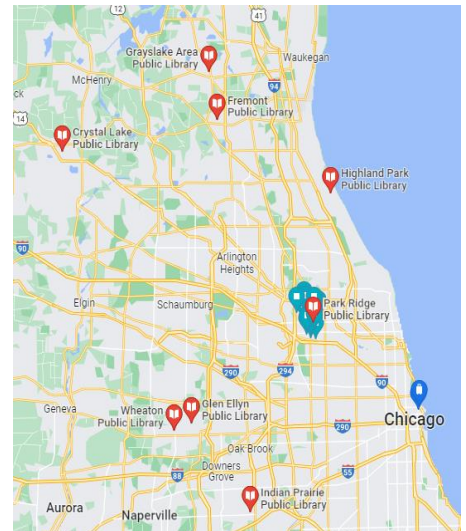 12
41
Grayslake Area
Public Library
Waukegan
McHenry
94
ck
Fremont
Public Library
14
Crystal Lake
Public Library
Highland Park
Public Library
90
Arlington
Heights
Elgin
Schaumburg
Park Ridge
Public Library
290
294
90
Geneva
Wheaton
Public Library
Glen Ellyn
Public Library
Chicago
290
Oak Brook
88
Downers
Grove
55
Indian Prairie
Public Library
Aurora
Naperville